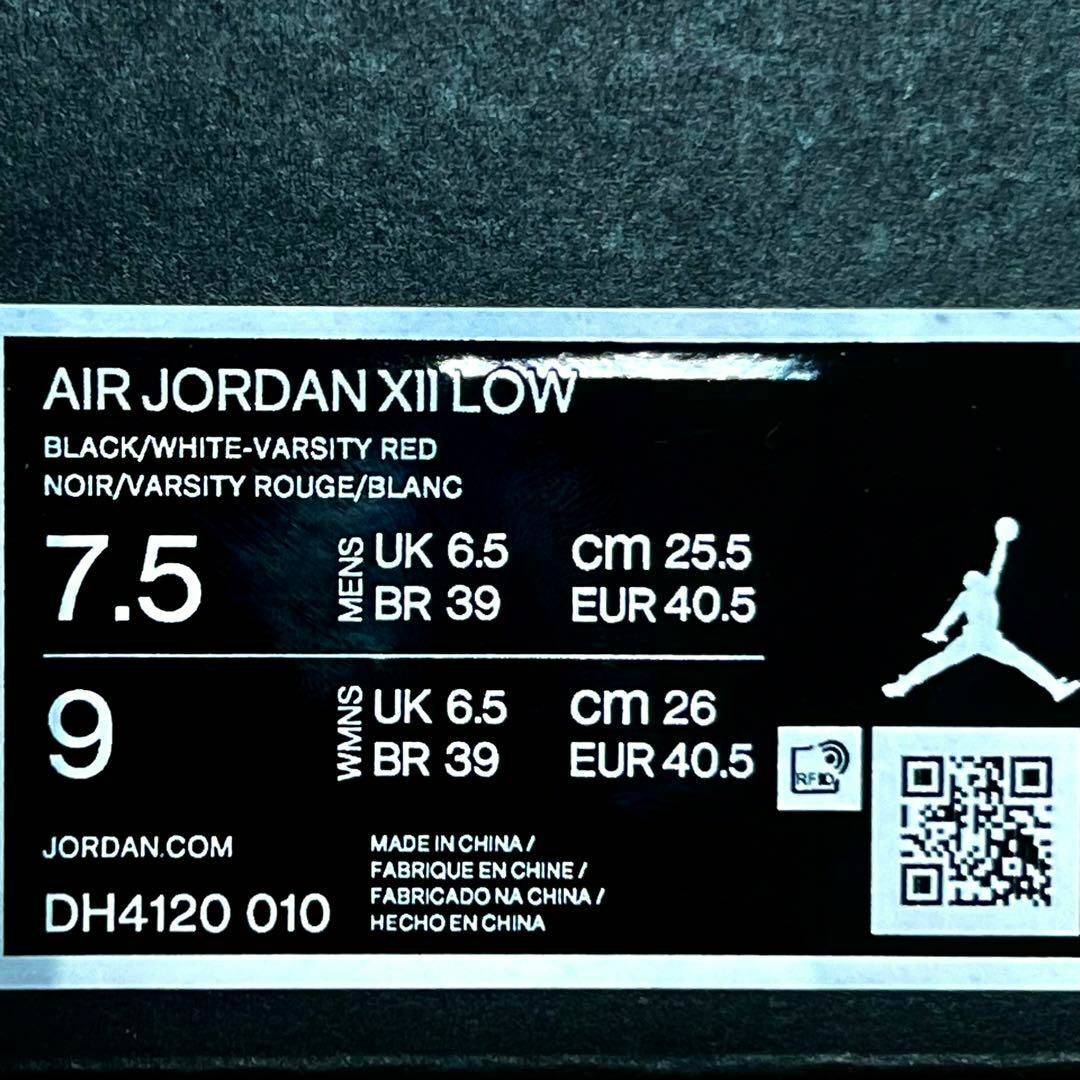 AIR JORDAN XII LOW
BLACK/WHITE-VARSITY RED
NOIR/VARSITY ROUGE/BLANC
7.5
MENS
UK 6.5 cm 25.5
BR 39 EUR 40.5
9
WMNS
UK 6.5 cm 26
BR 39 EUR 40.5
RFID
JORDAN.COM
DH4120 010
MADE IN CHINA /
FABRIQUE EN CHINE /
FABRICADO NA CHINA /
HECHO EN CHINA